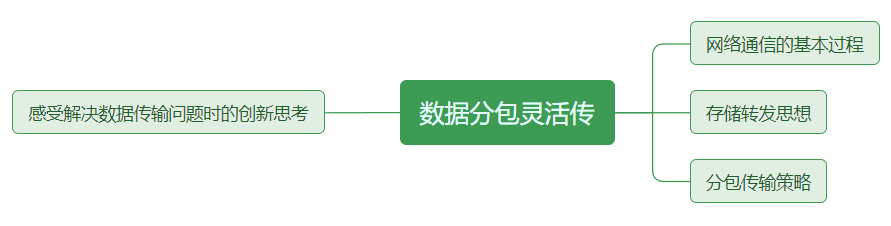 网络通信的基本过程
感受解决数据传输问题时的创新思考
数据分包灵活传
存储转发思想
分包传输策略